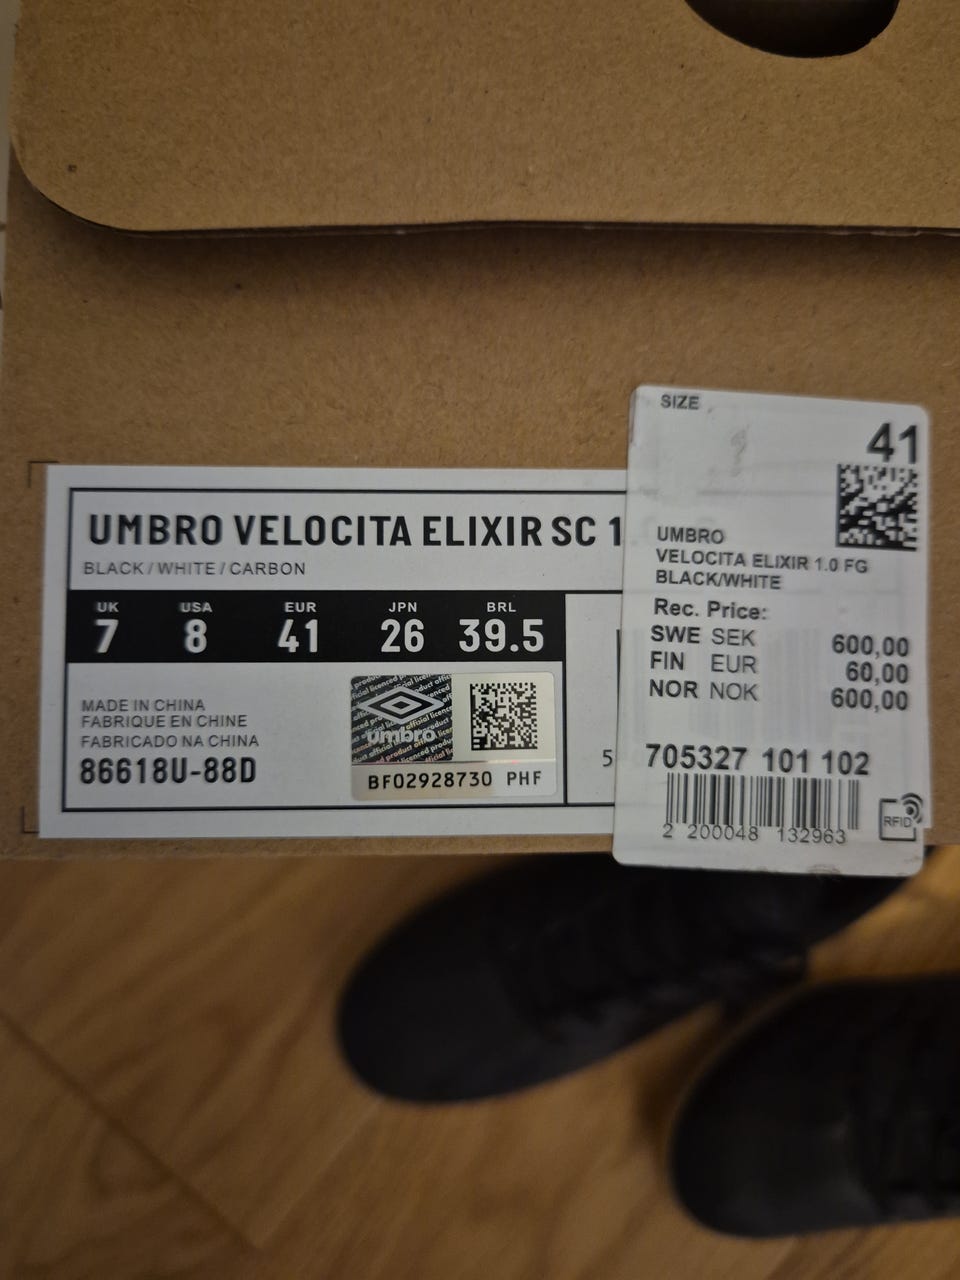 UMBRO VELOCITA ELIXIR SC 1
BLACK / WHITE / CARBON
UK USA EUR JPN BRL
7 8 41 26 39.5
MADE IN CHINA
FABRIQUE EN CHINE
FABRICADO NA CHINA
86618U-88D
umbro
BF02928730 PHF
5
SIZE
41
UMBRO
VELOCITA ELIXIR 1.0 FG
BLACK/WHITE
Rec. Price:
SWE SEK 600,00
FIN EUR 60,00
NOR NOK 600,00
705327 101 102
2 200048 132963
RFID